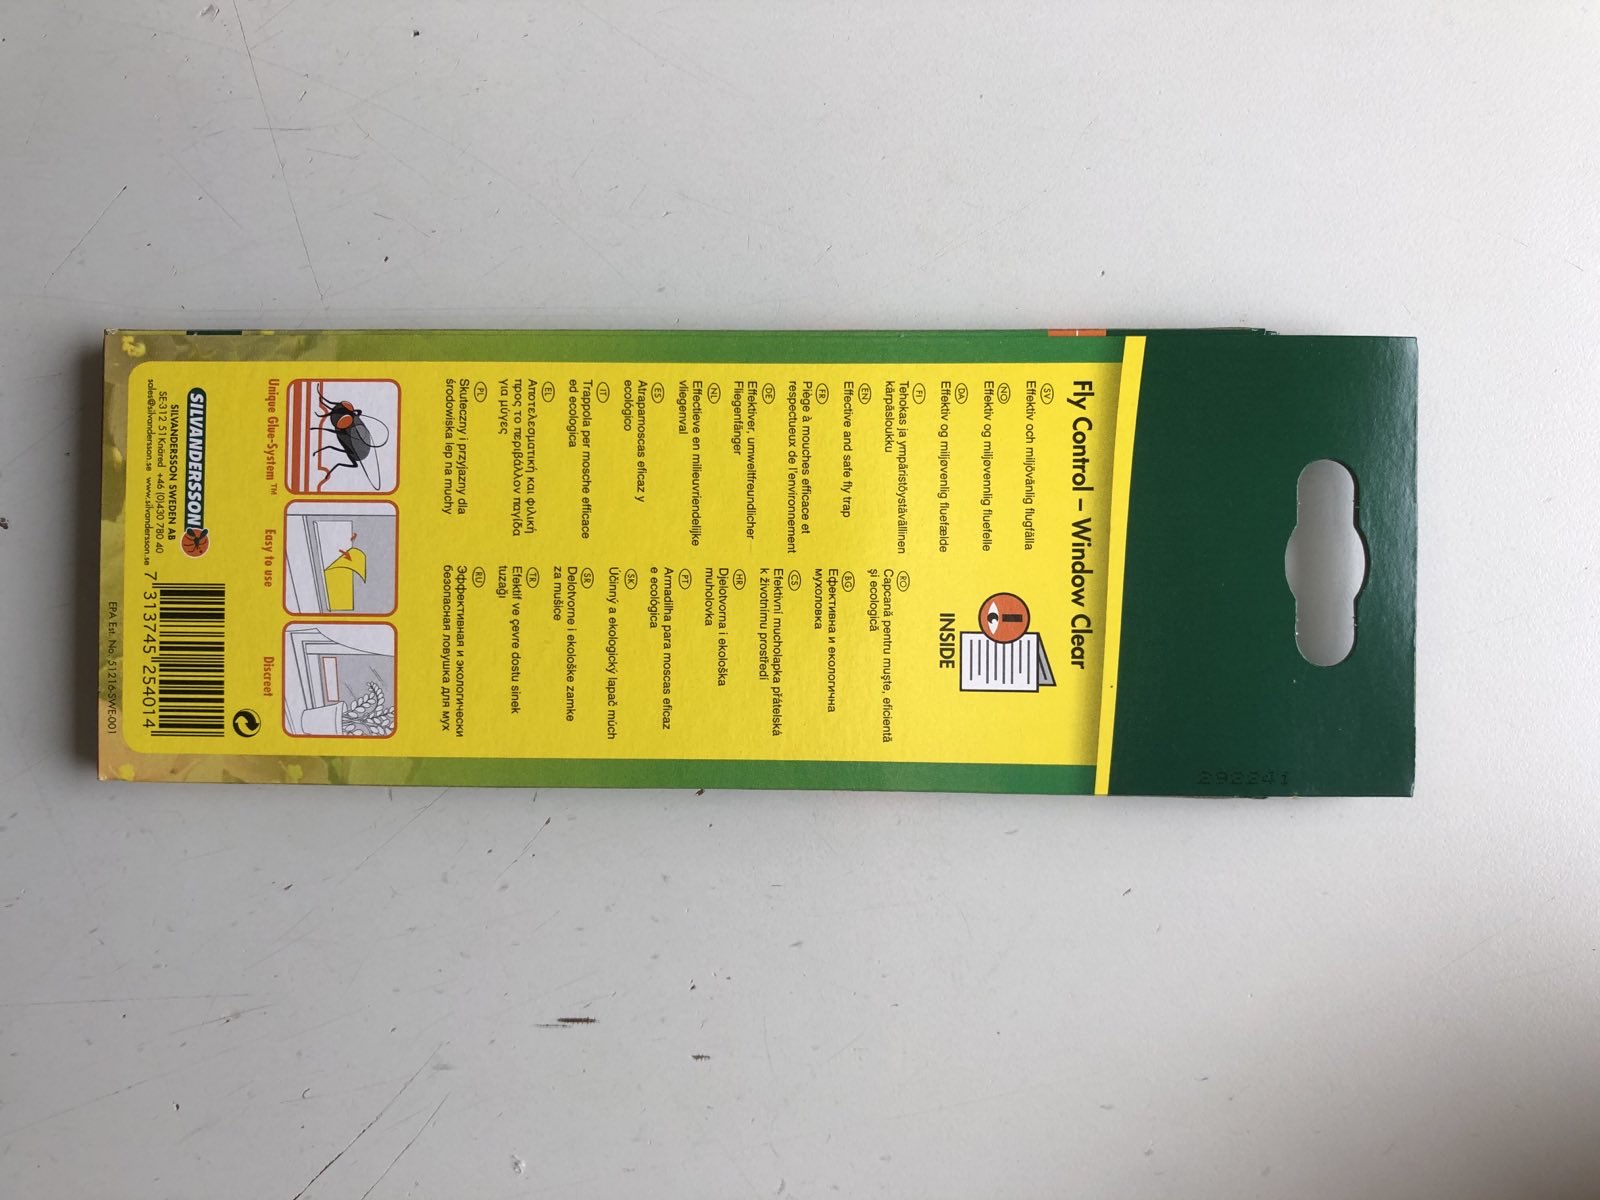 292241
Fly Control – Window Clear
INSIDE
SV
Effektiv och miljövänlig flugfälla
NO
Effektiv og miljøvennlig fluefelle
DA
Effektiv og miljøvenlig fluefælde
FI
Tehokas ja ympäristöystävällinen
kärpäsloukku
EN
Effective and safe fly trap
FR
Piège à mouches efficace et
respectueux de l'environnement
DE
Effektiver, umweltfreundlicher
Fliegenfänger
NL
Effectieve en milieuvriendelijke
vliegenval
ES
Atrapamoscas eficaz y
ecológico
IT
Trappola per mosche efficace
ed ecologica
EL
Αποτελεσματική και φιλική
προς το περιβάλλον παγίδα
για μύγες
PL
Skuteczny i przyjazny dla
środowiska lep na muchy
RO
Capcană pentru muşte, eficientă
şi ecologică
BG
Ефективна и екологична
мухоловка
CS
Efektivní mucholapka přátelská
k životnímu prostředí
HR
Djelotvorna i ekološka
muholovka
PT
Armadilha para moscas eficaz
e ecológica
SK
Účinný a ekologický lapač múch
SR
Delotvorne i ekološke zamke
za mušice
TR
Efektif ve çevre dostu sinek
tuzağı
RU
Эффективная и экологически
безопасная ловушка для мух
Unique Glue-System™
Easy to use
Discreet
SILVANDERSSON
SILVANDERSSON SWEDEN AB
SE-312 51 Knäred +46 (0)430 780 40
sales@silvandersson.se www.silvandersson.se
7 313745 254014
EPA Est. No. 51216-SWE-001